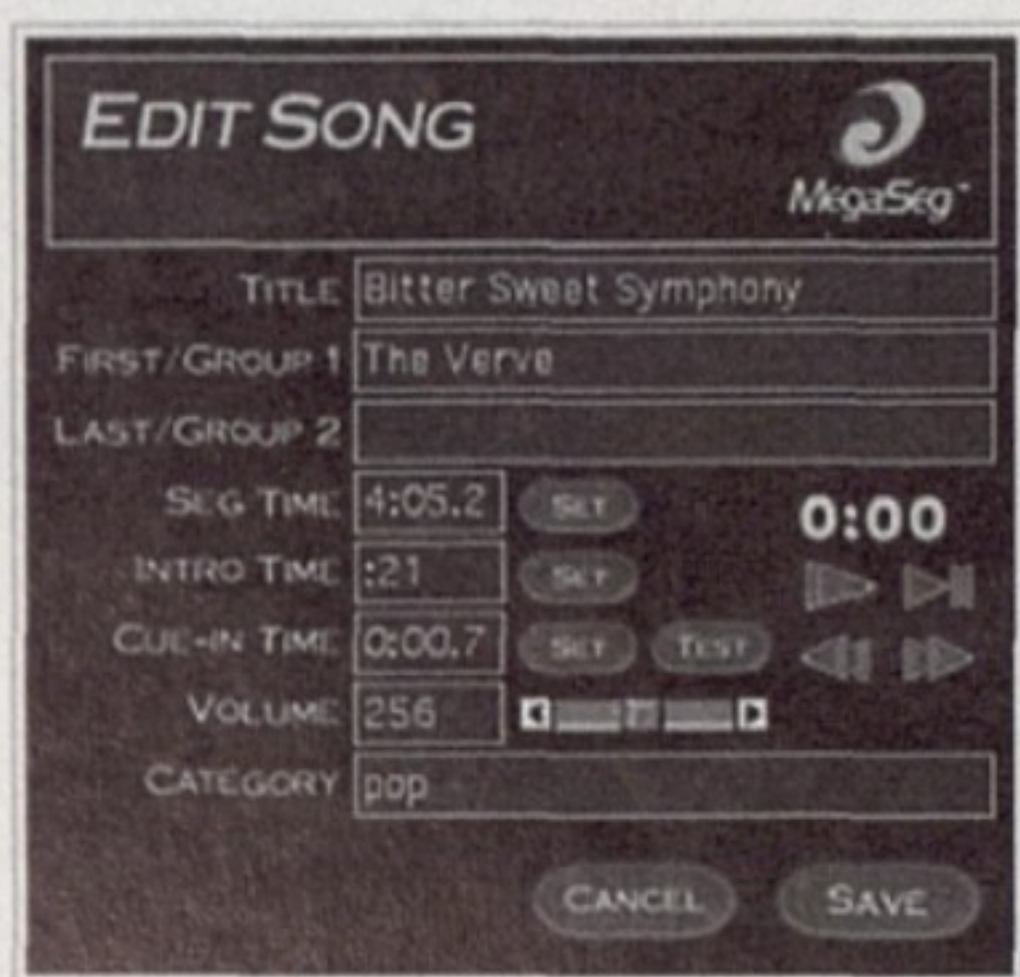 EDIT SONG
MegaSeg™
TITLE Bitter Sweet Symphony
FIRST/GROUP 1 The Verve
LAST/GROUP 2
SEG TIME 4:05.2 SET 0:00
INTRO TIME :21 SET
CUE-IN TIME 0:00.7 SET TEST
VOLUME 256
CATEGORY pop
CANCEL SAVE